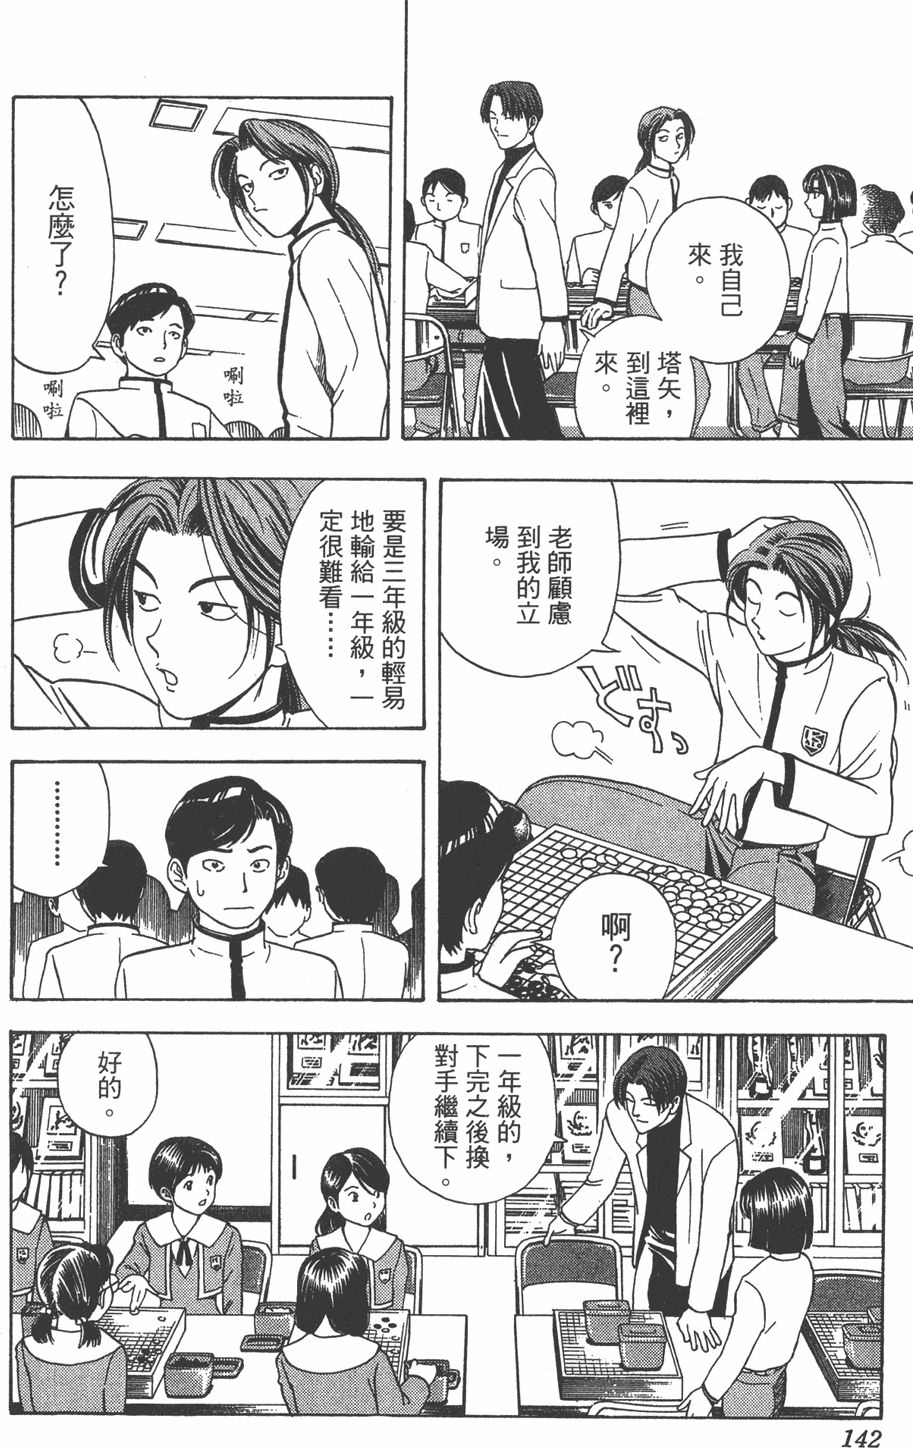 我自己
來。
塔矢，
到這裡
來。
怎麼了？
唰啦
唰啦
老師顧慮
到我的立
場。
どすっ
啊？
要是三年級的輕易
地輸給一年級，一
定很難看……
………
一年級的，
下完之後換
對手繼續下。
好的。
142